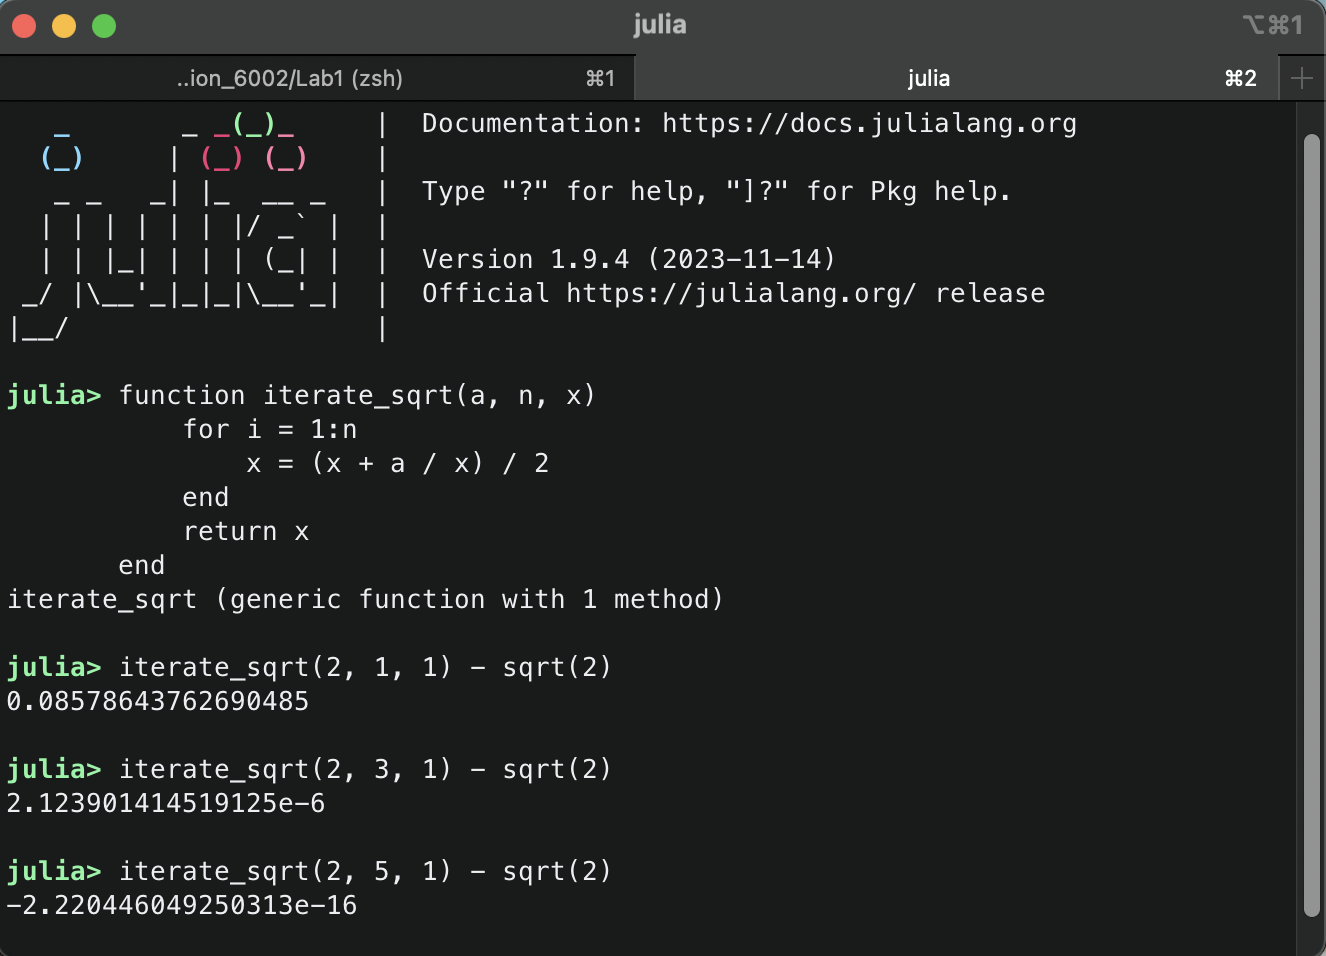 julia ⌥⌘1
..ion_6002/Lab1 (zsh) ⌘1 julia ⌘2 +
   _       _ _(_)_     |  Documentation: https://docs.julialang.org
  (_)     | (_) (_)    |
   _ _   _| |_  __ _   |  Type "?" for help, "]?" for Pkg help.
  | | | | | | |/ _` |  |
  | | |_| | | | (_| |  |  Version 1.9.4 (2023-11-14)
 _/ |\__'_|_|_|\__'_|  |  Official https://julialang.org/ release
|__/                   |
julia> function iterate_sqrt(a, n, x)
           for i = 1:n
               x = (x + a / x) / 2
           end
           return x
       end
iterate_sqrt (generic function with 1 method)
julia> iterate_sqrt(2, 1, 1) - sqrt(2)
0.08578643762690485
julia> iterate_sqrt(2, 3, 1) - sqrt(2)
2.123901414519125e-6
julia> iterate_sqrt(2, 5, 1) - sqrt(2)
-2.220446049250313e-16